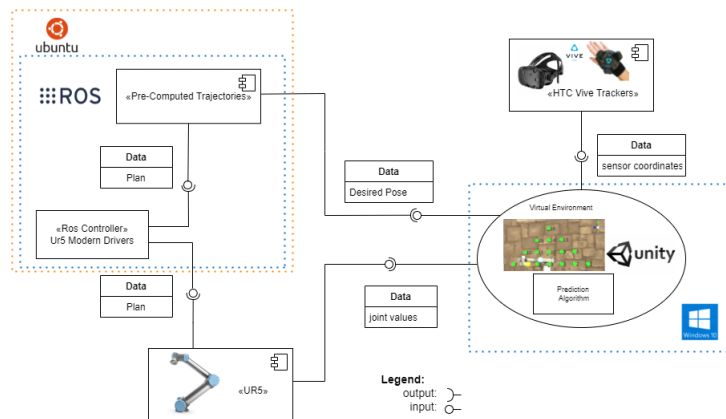 ubuntu
ROS
«Pre-Computed Trajectories»
VIVE
«HTC Vive Trackers»
Data
Plan
Data
sensor coordinates
Data
Desired Pose
«Ros Controller»
Ur5 Modern Drivers
Virtual Environment
unity
Prediction
Algorithm
Data
Plan
Data
joint values
Windows 10
«UR5»
Legend:
output:
input: